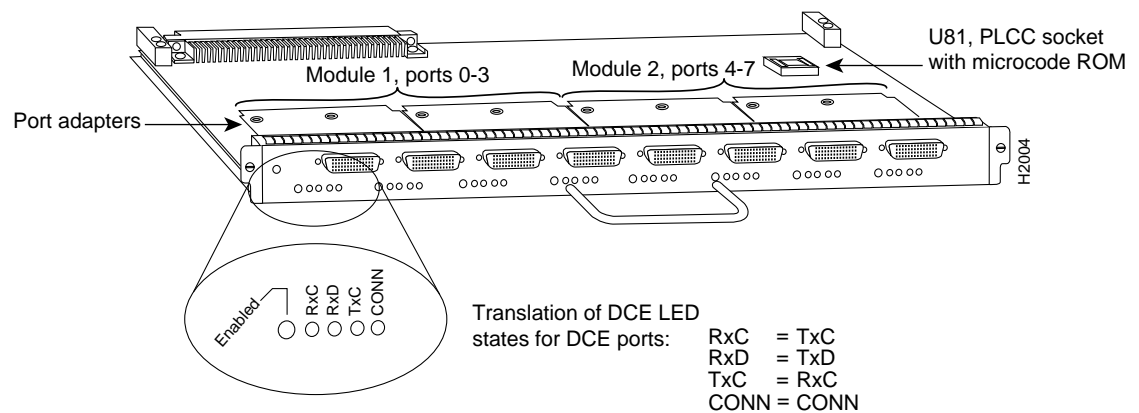 U81, PLCC socket
with microcode ROM
Module 1, ports 0-3
Module 2, ports 4-7
Port adapters
H2004
Enabled
RxC
RxD
TxC
CONN
Translation of DCE LED
states for DCE ports:
RxC = TxC
RxD = TxD
TxC = RxC
CONN = CONN